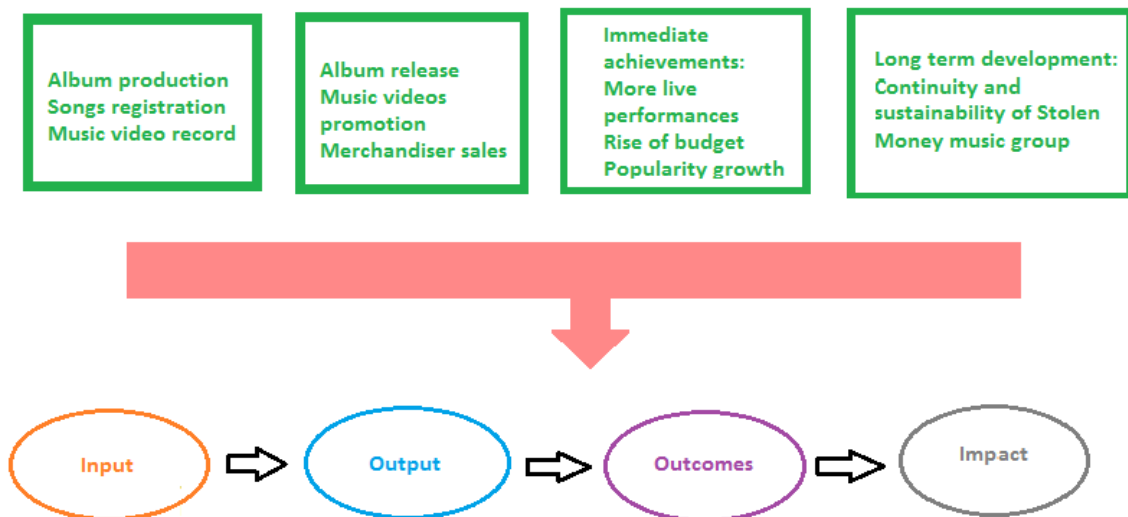 Album production
Songs registration
Music video record
Album release
Music videos
promotion
Merchandiser sales
Immediate
achievements:
More live
performances
Rise of budget
Popularity growth
Long term development:
Continuity and
sustainability of Stolen
Money music group
Input
Output
Outcomes
Impact